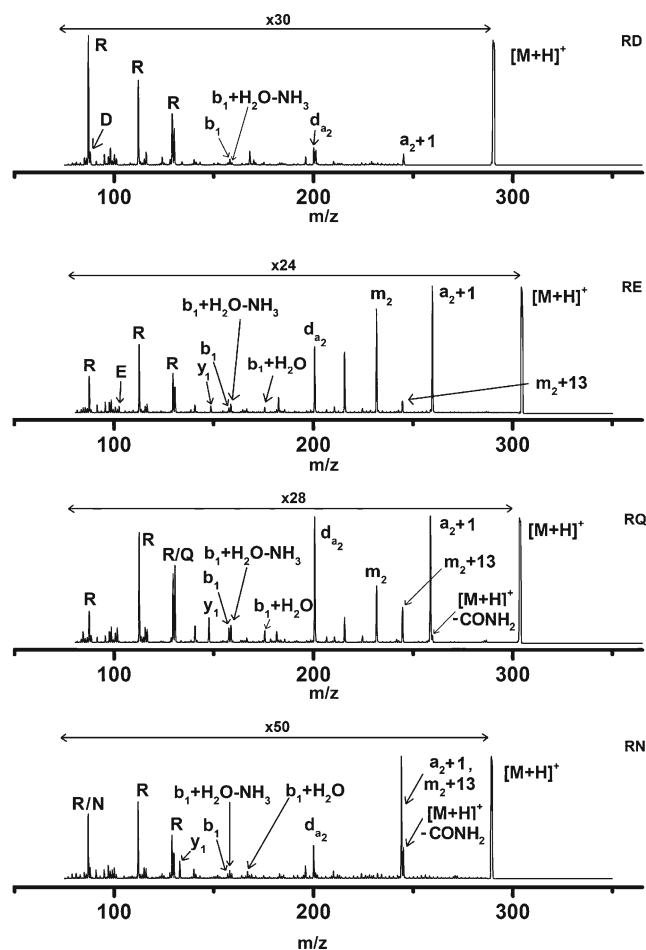 x30
RD
R
[M+H]+
R
R
b1+H2O-NH3
D
b1
da2
a2+1
100
200
300
m/z
m/z
x24
RE
a2+1
m2
[M+H]+
b1+H2O-NH3
R
da2
R
R
E
b1
y1
b1+H2O
m2+13
100
200
300
m/z
m/z
x28
RQ
da2
a2+1
[M+H]+
R
R/Q
b1+H2O-NH3
m2+13
b1
m2
R
y1
b1+H2O
[M+H]+
-CONH2
100
200
300
m/z
m/z
x50
RN
a2+1,
m2+13
[M+H]+
R/N
R
b1+H2O-NH3
b1+H2O
R
b1
y1
da2
[M+H]+
-CONH2
100
200
300
m/z
m/z